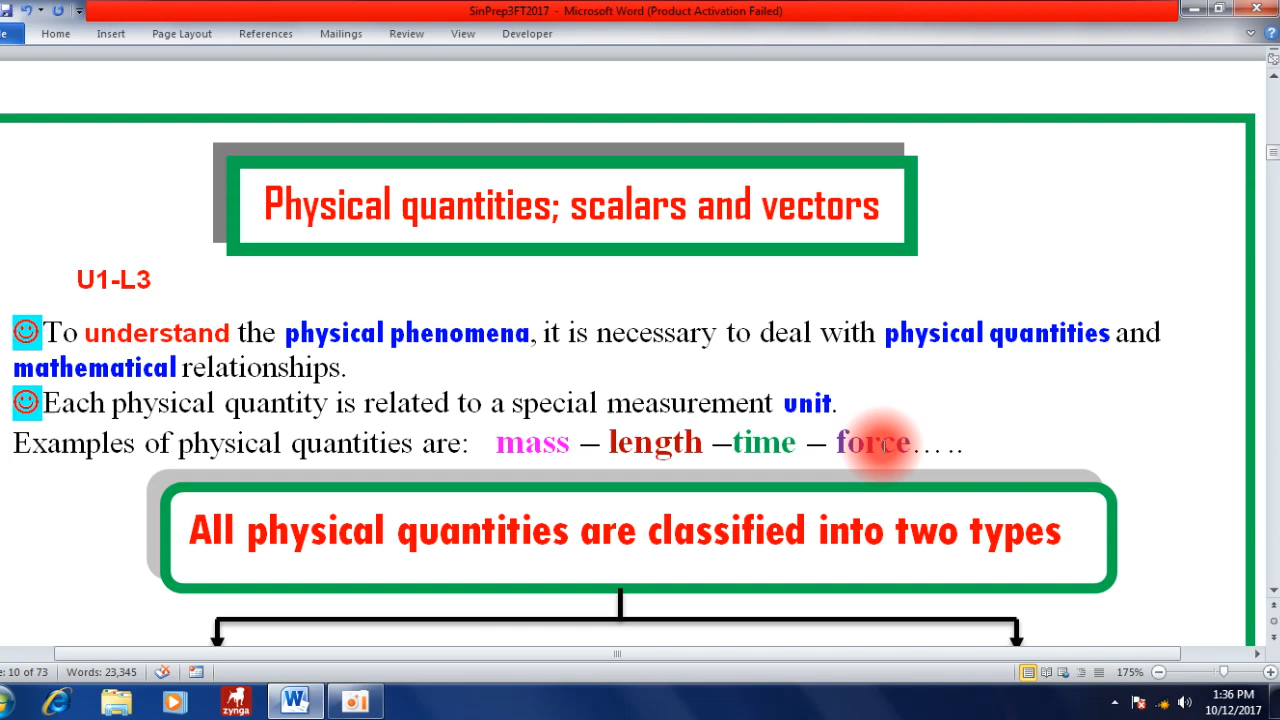 SinPrep3FT2017 - Microsoft Word (Product Activation Failed)
le Home Insert Page Layout References Mailings Review View Developer
Physical quantities; scalars and vectors
U1-L3
To understand the physical phenomena, it is necessary to deal with physical quantities and
mathematical relationships.
Each physical quantity is related to a special measurement unit.
Examples of physical quantities are: mass – length –time – force…..
All physical quantities are classified into two types
e: 10 of 73 Words: 23,345 175%
zynga
1:36 PM
10/12/2017